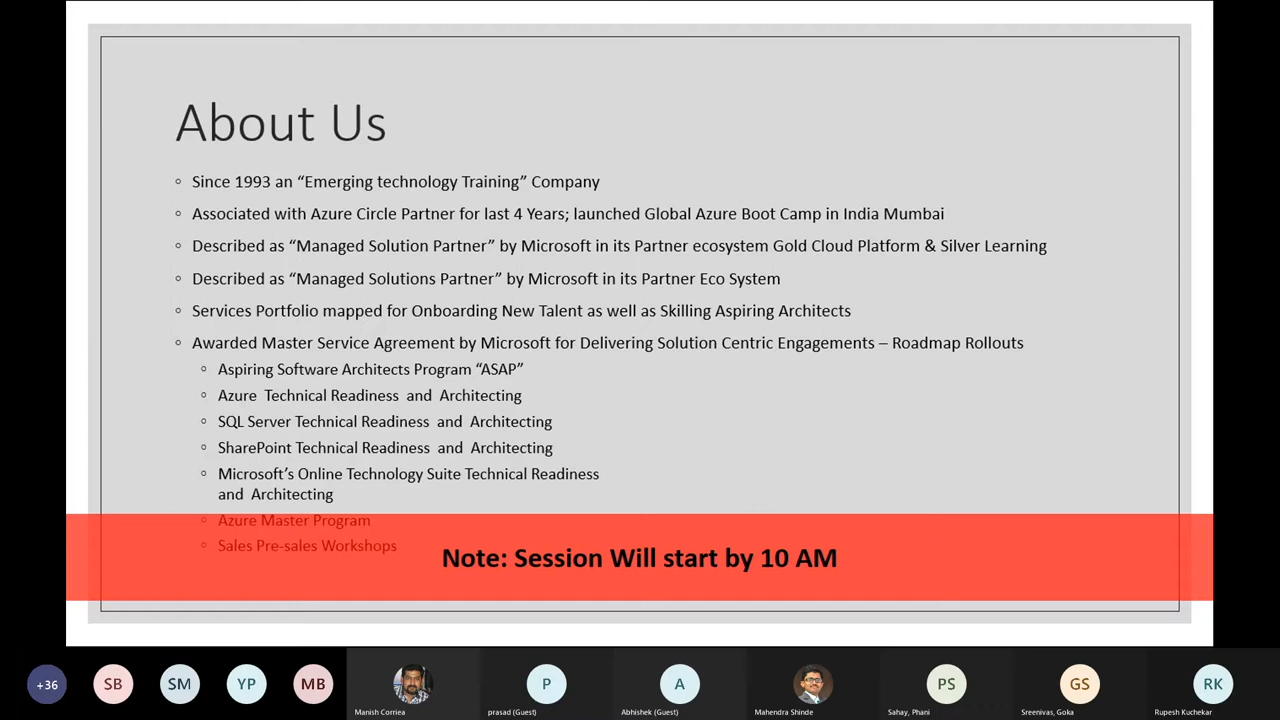 About Us
Since 1993 an “Emerging technology Training” Company
Associated with Azure Circle Partner for last 4 Years; launched Global Azure Boot Camp in India Mumbai
Described as “Managed Solution Partner” by Microsoft in its Partner ecosystem Gold Cloud Platform & Silver Learning
Described as “Managed Solutions Partner” by Microsoft in its Partner Eco System
Services Portfolio mapped for Onboarding New Talent as well as Skilling Aspiring Architects
Awarded Master Service Agreement by Microsoft for Delivering Solution Centric Engagements – Roadmap Rollouts
Aspiring Software Architects Program “ASAP”
Azure Technical Readiness and Architecting
SQL Server Technical Readiness and Architecting
SharePoint Technical Readiness and Architecting
Microsoft’s Online Technology Suite Technical Readiness
and Architecting
Azure Master Program
Sales Pre-sales Workshops
Note: Session Will start by 10 AM
+36 SB SM YP MB P A PS GS RK
Manish Corriea prasad (Guest) Abhishek (Guest) Mahendra Shinde Sahay, Phani Sreenivas, Goka Rupesh Kuchekar